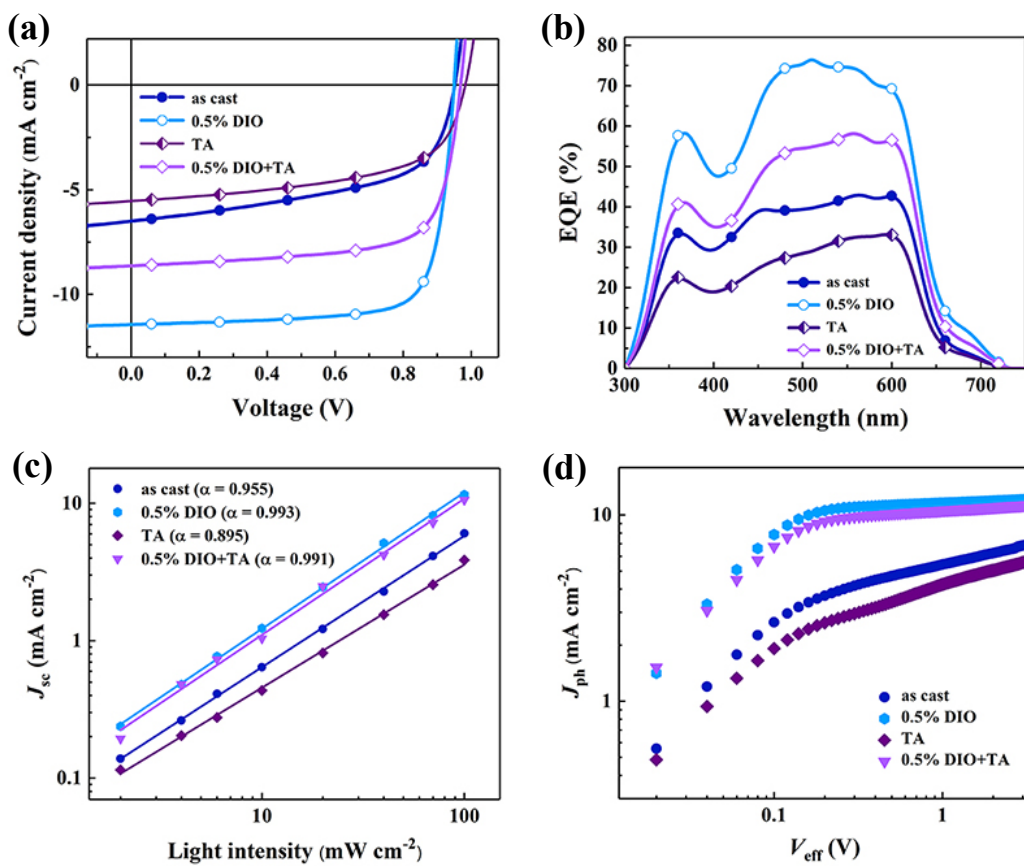 (a)
Current density (mA cm⁻²)
0
-5
-10
as cast
0.5% DIO
TA
0.5% DIO+TA
0.0 0.2 0.4 0.6 0.8 1.0
Voltage (V)
(b)
EQE (%)
80
70
60
50
40
30
20
10
0
as cast
0.5% DIO
TA
0.5% DIO+TA
300 400 500 600 700
Wavelength (nm)
(c)
Jsc (mA cm⁻²)
10
1
0.1
as cast (α = 0.955)
0.5% DIO (α = 0.993)
TA (α = 0.895)
0.5% DIO+TA (α = 0.991)
10 100
Light intensity (mW cm⁻²)
(d)
Jph (mA cm⁻²)
10
1
as cast
0.5% DIO
TA
0.5% DIO+TA
0.1 1
Veff (V)